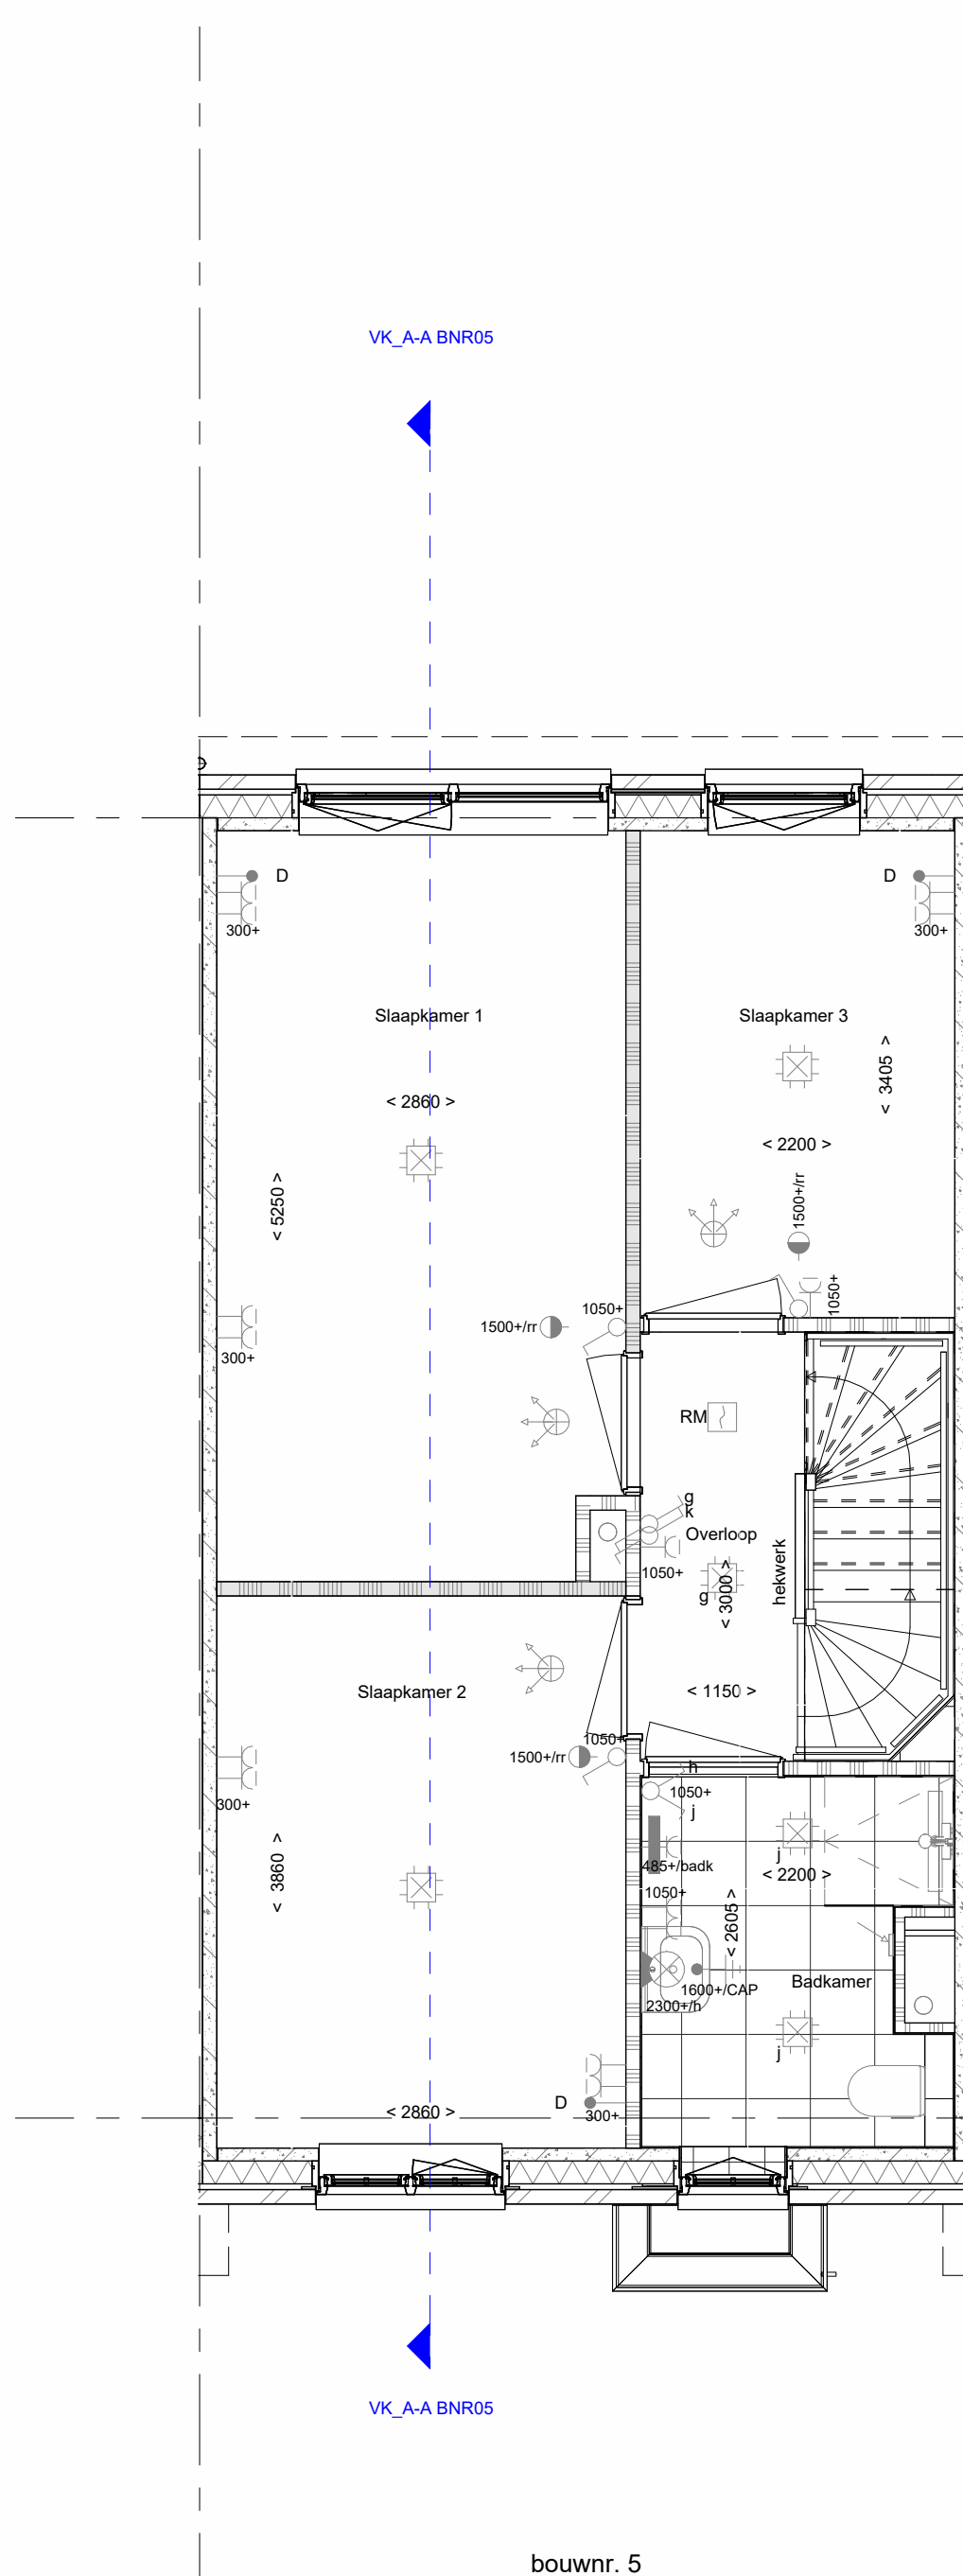 VK_A-A BNR05
D
D
300+
300+
Slaapkamer 1
Slaapkamer 3
< 3405 >
< 2860 >
< 2200 >
< 5250 >
1500+/rr
1050+
1050+
1500+/rr
300+
RM
g
k
Overloop
1050+
hekwerk
g
< 3000 >
< 1150 >
Slaapkamer 2
1050+
1500+/rr
h
1050+
300+
j
j
485+/badk
< 2200 >
< 3860 >
1050+
< 2605 >
Badkamer
1600+/CAP
2300+/h
j
D
< 2860 >
300+
VK_A-A BNR05
bouwnr. 5